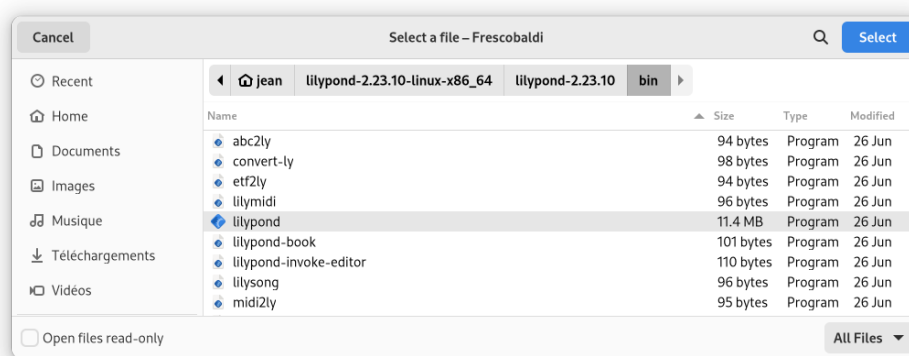 Cancel Select a file – Frescobaldi Select
Recent
Home
Documents
Images
Musique
Téléchargements
Vidéos
jean lilypond-2.23.10-linux-x86_64 lilypond-2.23.10 bin
Name Size Type Modified
abc2ly 94 bytes Program 26 Jun
convert-ly 98 bytes Program 26 Jun
etf2ly 94 bytes Program 26 Jun
lilymidi 96 bytes Program 26 Jun
lilypond 11.4 MB Program 26 Jun
lilypond-book 101 bytes Program 26 Jun
lilypond-invoke-editor 110 bytes Program 26 Jun
lilysong 96 bytes Program 26 Jun
midi2ly 95 bytes Program 26 Jun
Open files read-only All Files